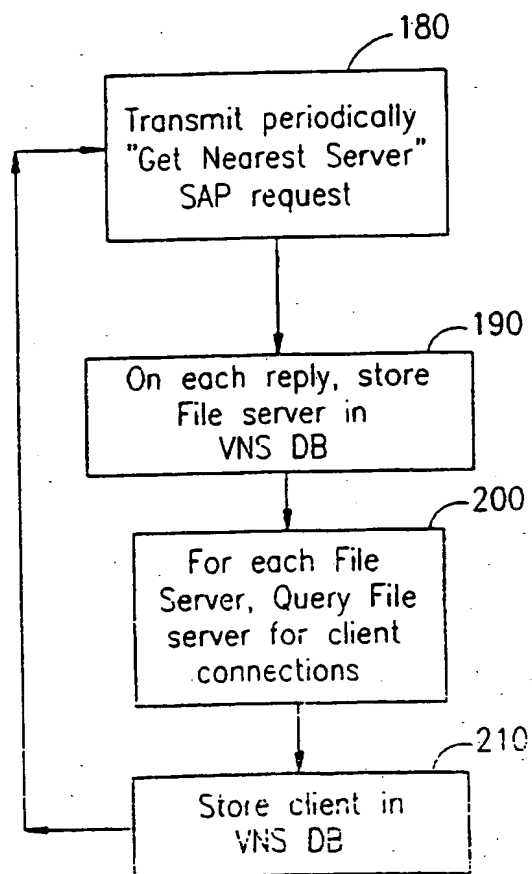 180
Transmit periodically
"Get Nearest Server"
SAP request
190
On each reply, store
File server in
VNS DB
200
For each File
Server, Query File
server for client
connections
210
Store client in
VNS DB